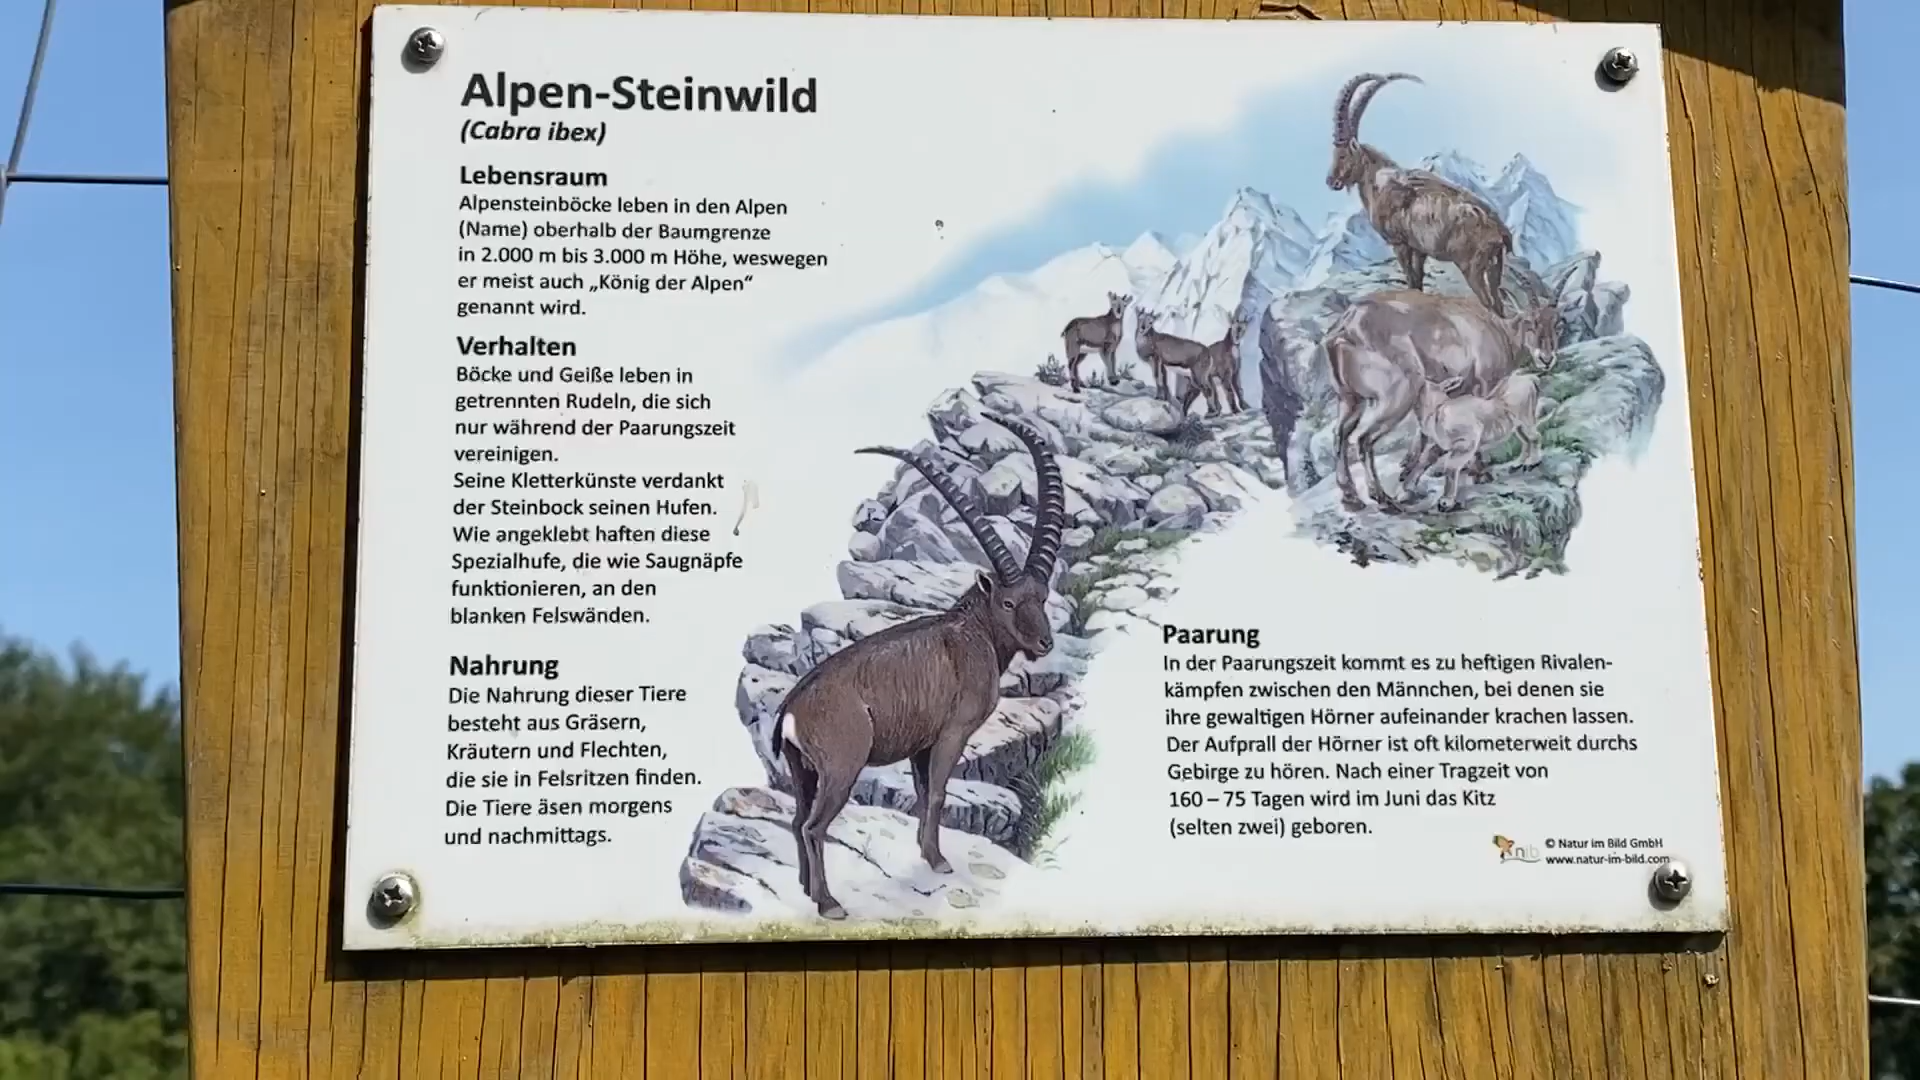 Alpen-Steinwild
(Cabra ibex)
Lebensraum
Alpensteinböcke leben in den Alpen
(Name) oberhalb der Baumgrenze
in 2.000 m bis 3.000 m Höhe, weswegen
er meist auch „König der Alpen“
genannt wird.
Verhalten
Böcke und Geiße leben in
getrennten Rudeln, die sich
nur während der Paarungszeit
vereinigen.
Seine Kletterkünste verdankt
der Steinbock seinen Hufen.
Wie angeklebt haften diese
Spezialhufe, die wie Saugnäpfe
funktionieren, an den
blanken Felswänden.
Nahrung
Die Nahrung dieser Tiere
besteht aus Gräsern,
Kräutern und Flechten,
die sie in Felsritzen finden.
Die Tiere äsen morgens
und nachmittags.
Paarung
In der Paarungszeit kommt es zu heftigen Rivalen-
kämpfen zwischen den Männchen, bei denen sie
ihre gewaltigen Hörner aufeinander krachen lassen.
Der Aufprall der Hörner ist oft kilometerweit durchs
Gebirge zu hören. Nach einer Tragzeit von
160 – 75 Tagen wird im Juni das Kitz
(selten zwei) geboren.
nib
© Natur im Bild GmbH
www.natur-im-bild.com